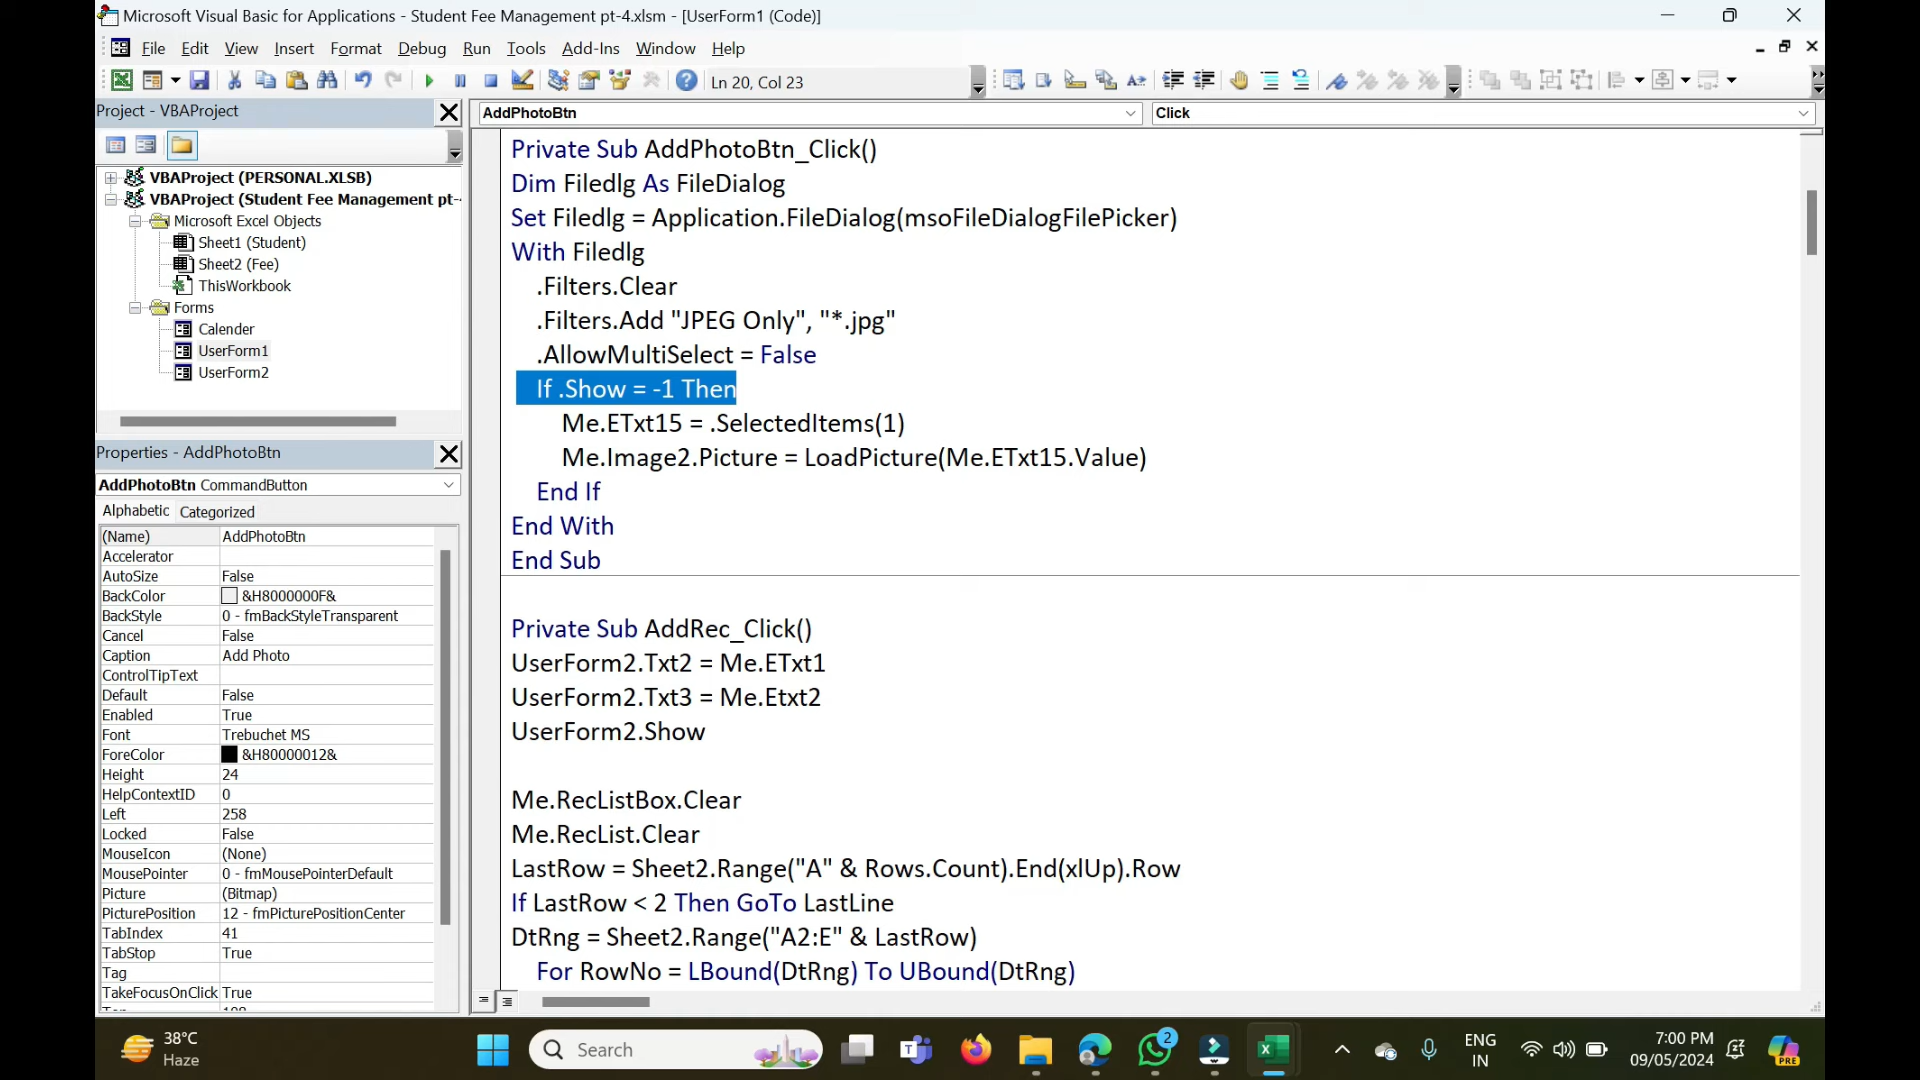 Microsoft Visual Basic for Applications - Student Fee Management pt-4.xlsm - [UserForm1 (Code)]
File Edit View Insert Format Debug Run Tools Add-Ins Window Help
Ln 20, Col 23
Project - VBAProject
VBAProject (PERSONAL.XLSB)
VBAProject (Student Fee Management pt-
Microsoft Excel Objects
Sheet1 (Student)
Sheet2 (Fee)
ThisWorkbook
Forms
Calender
UserForm1
UserForm2
Properties - AddPhotoBtn
AddPhotoBtn CommandButton
Alphabetic Categorized
(Name) AddPhotoBtn
Accelerator
AutoSize False
BackColor &H8000000F&
BackStyle 0 - fmBackStyleTransparent
Cancel False
Caption Add Photo
ControlTipText
Default False
Enabled True
Font Trebuchet MS
ForeColor &H80000012&
Height 24
HelpContextID 0
Left 258
Locked False
MouseIcon (None)
MousePointer 0 - fmMousePointerDefault
Picture (Bitmap)
PicturePosition 12 - fmPicturePositionCenter
TabIndex 41
TabStop True
Tag
TakeFocusOnClick True
AddPhotoBtn Click
Private Sub AddPhotoBtn_Click()
Dim Filedlg As FileDialog
Set Filedlg = Application.FileDialog(msoFileDialogFilePicker)
With Filedlg
.Filters.Clear
.Filters.Add "JPEG Only", "*.jpg"
.AllowMultiSelect = False
If .Show = -1 Then
Me.ETxt15 = .SelectedItems(1)
Me.Image2.Picture = LoadPicture(Me.ETxt15.Value)
End If
End With
End Sub
Private Sub AddRec_Click()
UserForm2.Txt2 = Me.ETxt1
UserForm2.Txt3 = Me.Etxt2
UserForm2.Show
Me.RecListBox.Clear
Me.RecList.Clear
LastRow = Sheet2.Range("A" & Rows.Count).End(xlUp).Row
If LastRow < 2 Then GoTo LastLine
DtRng = Sheet2.Range("A2:E" & LastRow)
For RowNo = LBound(DtRng) To UBound(DtRng)
38°C
Haze
Search
2
ENG
IN
7:00 PM
09/05/2024
PRE